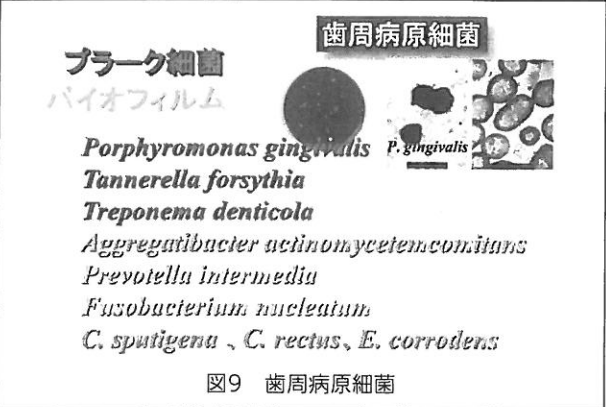 歯周病原細菌
プラーク細菌
バイオフィルム
Porphyromonas gingivalis
P. gingivalis
Tannerella forsythia
Treponema denticola
Aggregatibacter actinomycetemcomitans
Prevotella intermedia
Fusobacterium nucleatum
C. sputigena 、C. rectus、E. corrodens
図9 歯周病原細菌